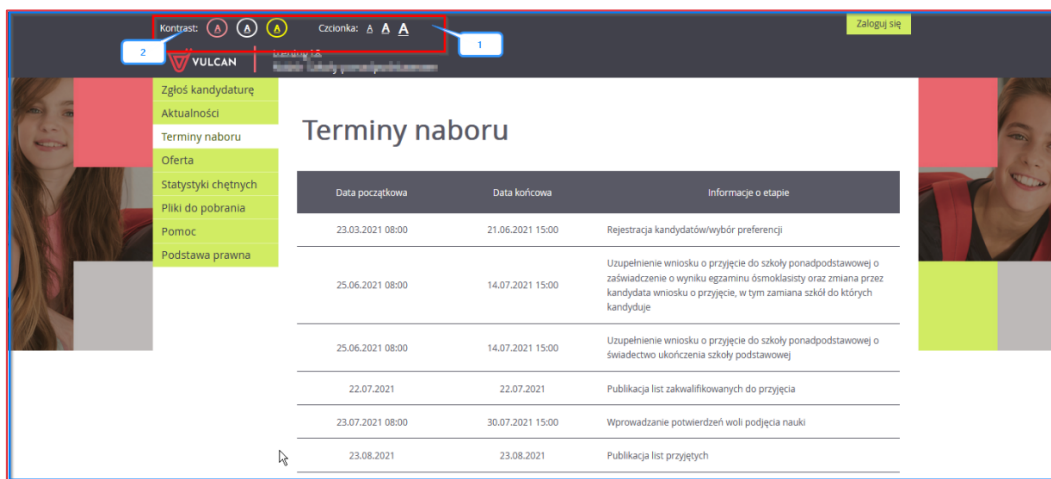 Kontrast: A A A Czcionka: A A A
Zaloguj się
2
1
VULCAN
Zgłoś kandydaturę
Aktualności
Terminy naboru
Oferta
Statystyki chętnych
Pliki do pobrania
Pomoc
Podstawa prawna
Terminy naboru
Data początkowa Data końcowa Informacje o etapie
23.03.2021 08:00 21.06.2021 15:00 Rejestracja kandydatów/wybór preferencji
Uzupełnienie wniosku o przyjęcie do szkoły ponadpodstawowej o
zaświadczenie o wyniku egzaminu ósmoklasisty oraz zmiana przez
25.06.2021 08:00 14.07.2021 15:00 kandydata wniosku o przyjęcie, w tym zamiana szkół do których
kandyduje
25.06.2021 08:00 14.07.2021 15:00 Uzupełnienie wniosku o przyjęcie do szkoły ponadpodstawowej o
świadectwo ukończenia szkoły podstawowej
22.07.2021 22.07.2021 Publikacja list zakwalifikowanych do przyjęcia
23.07.2021 08:00 30.07.2021 15:00 Wprowadzanie potwierdzeń woli podjęcia nauki
23.08.2021 23.08.2021 Publikacja list przyjętych